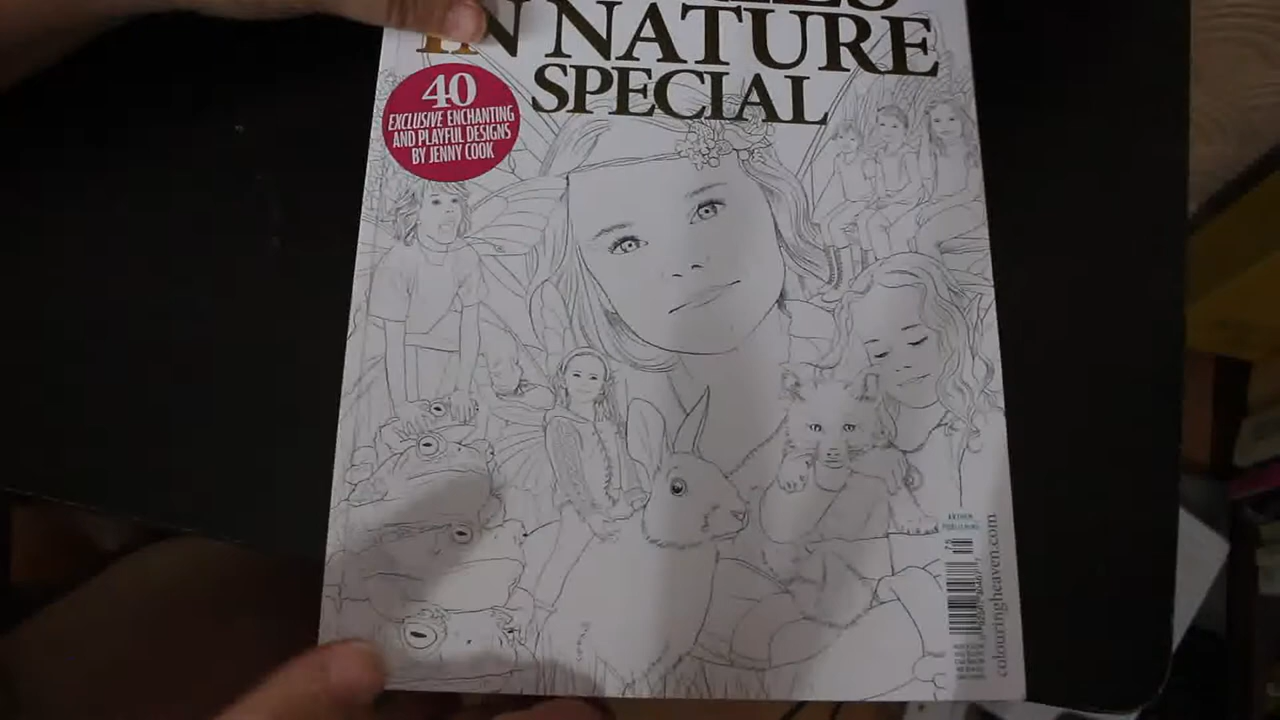 IN NATURE
SPECIAL
40
EXCLUSIVE ENCHANTING
AND PLAYFUL DESIGNS
BY JENNY COOK
colouringheaven.com